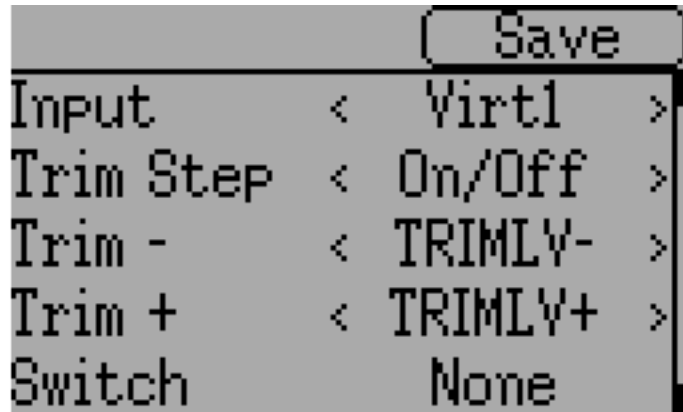 Save
Input < Virt1 >
Trim Step < On/Off >
Trim - < TRIMLV- >
Trim + < TRIMLV+ >
Switch None